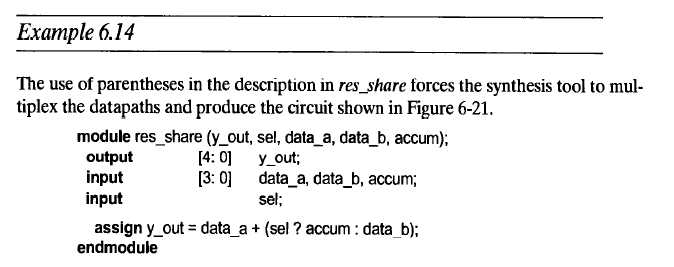 Example 6.14
The use of parentheses in the description in res_share forces the synthesis tool to mul-
tiplex the datapaths and produce the circuit shown in Figure 6-21.
module res_share (y_out, sel, data_a, data_b, accum);
output [4: 0] y_out;
input [3: 0] data_a, data_b, accum;
input sel;
assign y_out = data_a + (sel ? accum : data_b);
endmodule